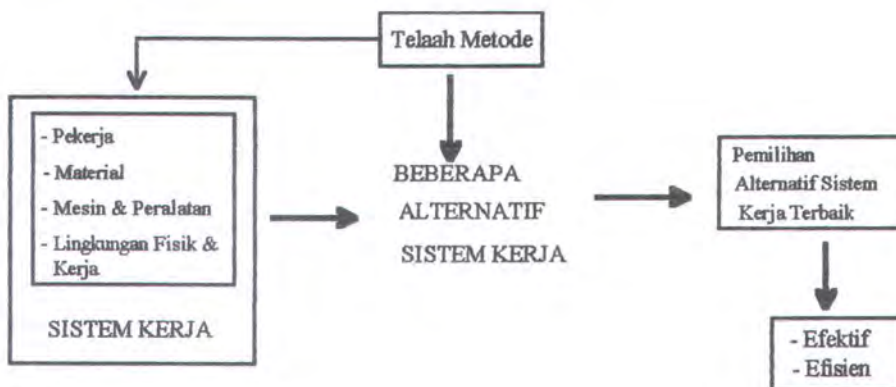 Telaah Metode
- Pekerja
- Material
- Mesin & Peralatan
- Lingkungan Fisik &
Kerja
SISTEM KERJA
BEBERAPA
ALTERNATIF
SISTEM KERJA
Pemilihan
Alternatif Sistem
Kerja Terbaik
- Efektif
- Efisien